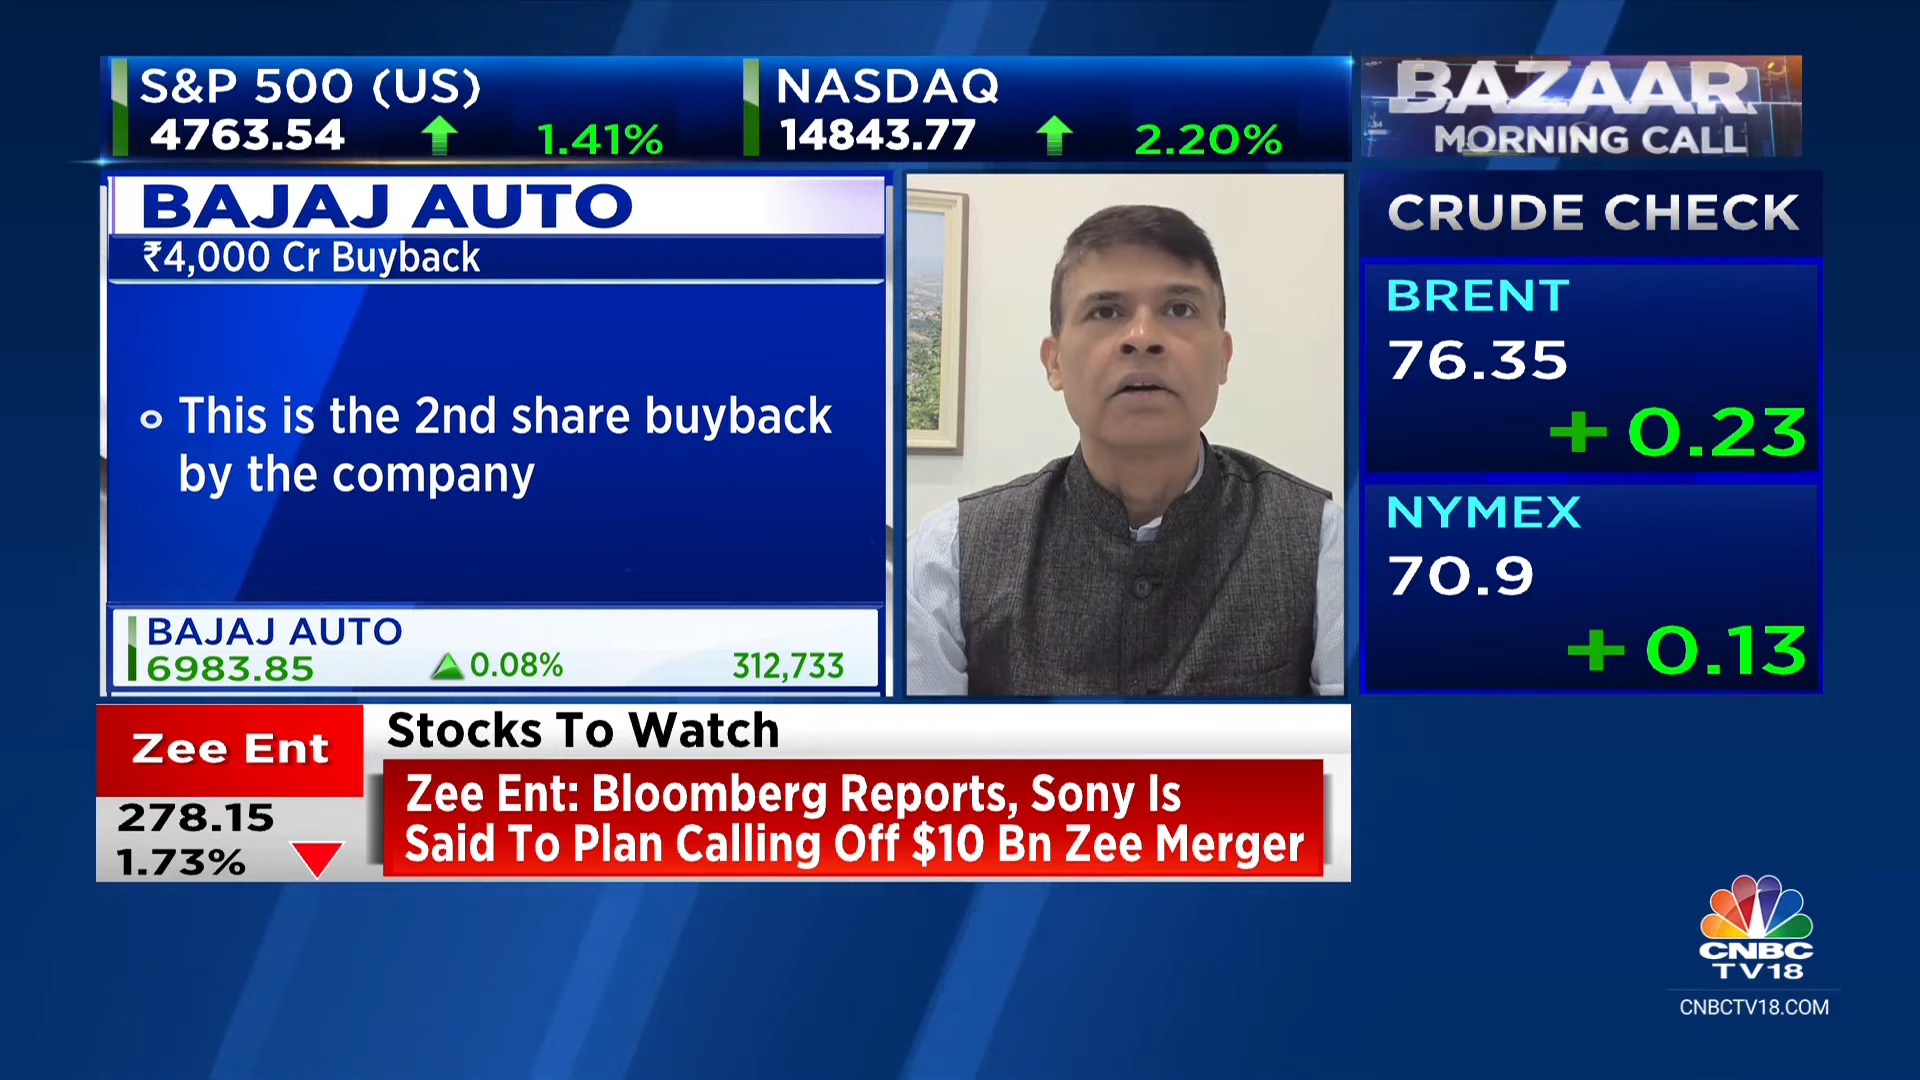 S&P 500 (US)
4763.54 1.41%
NASDAQ
14843.77 2.20%
BAZAAR
MORNING CALL
BAJAJ AUTO
₹4,000 Cr Buyback
This is the 2nd share buyback
by the company
BAJAJ AUTO
6983.85 0.08% 312,733
CRUDE CHECK
BRENT
76.35
+ 0.23
NYMEX
70.9
+ 0.13
Zee Ent
278.15
1.73%
Stocks To Watch
Zee Ent: Bloomberg Reports, Sony Is
Said To Plan Calling Off $10 Bn Zee Merger
CNBC
TV18
CNBCTV18.COM